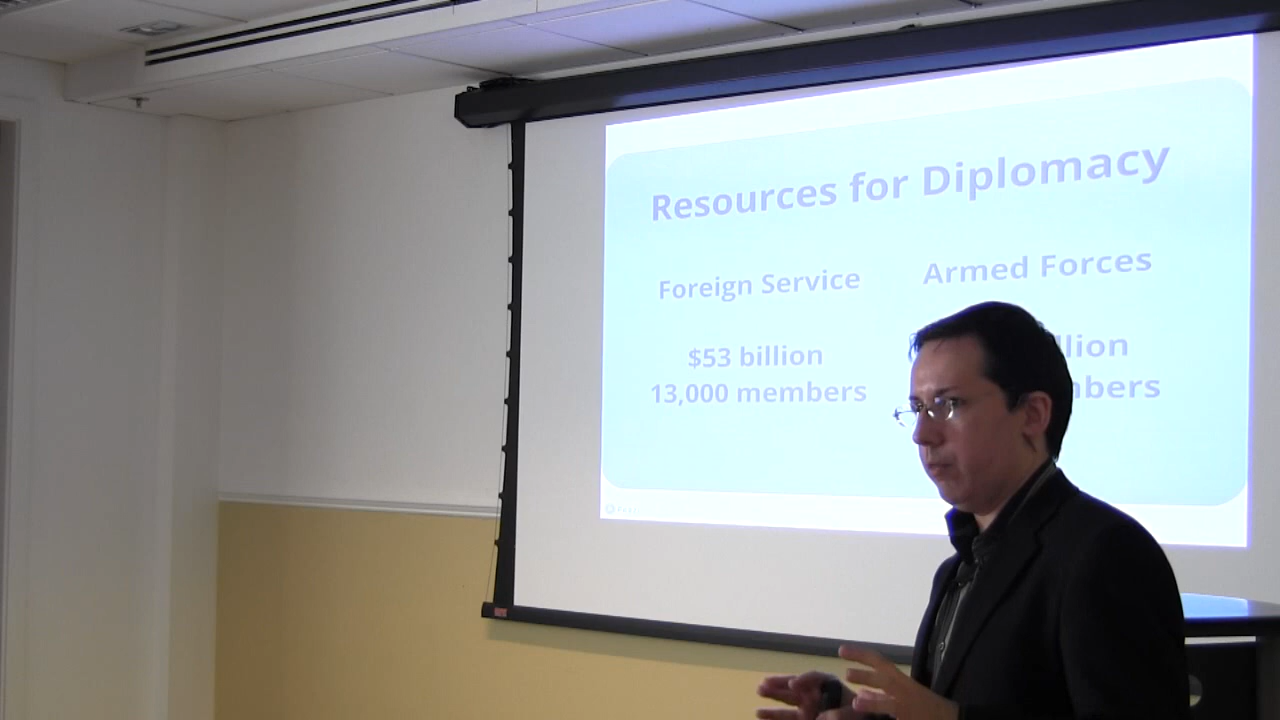 Resources for Diplomacy
Foreign Service
Armed Forces
$53 billion
13,000 members